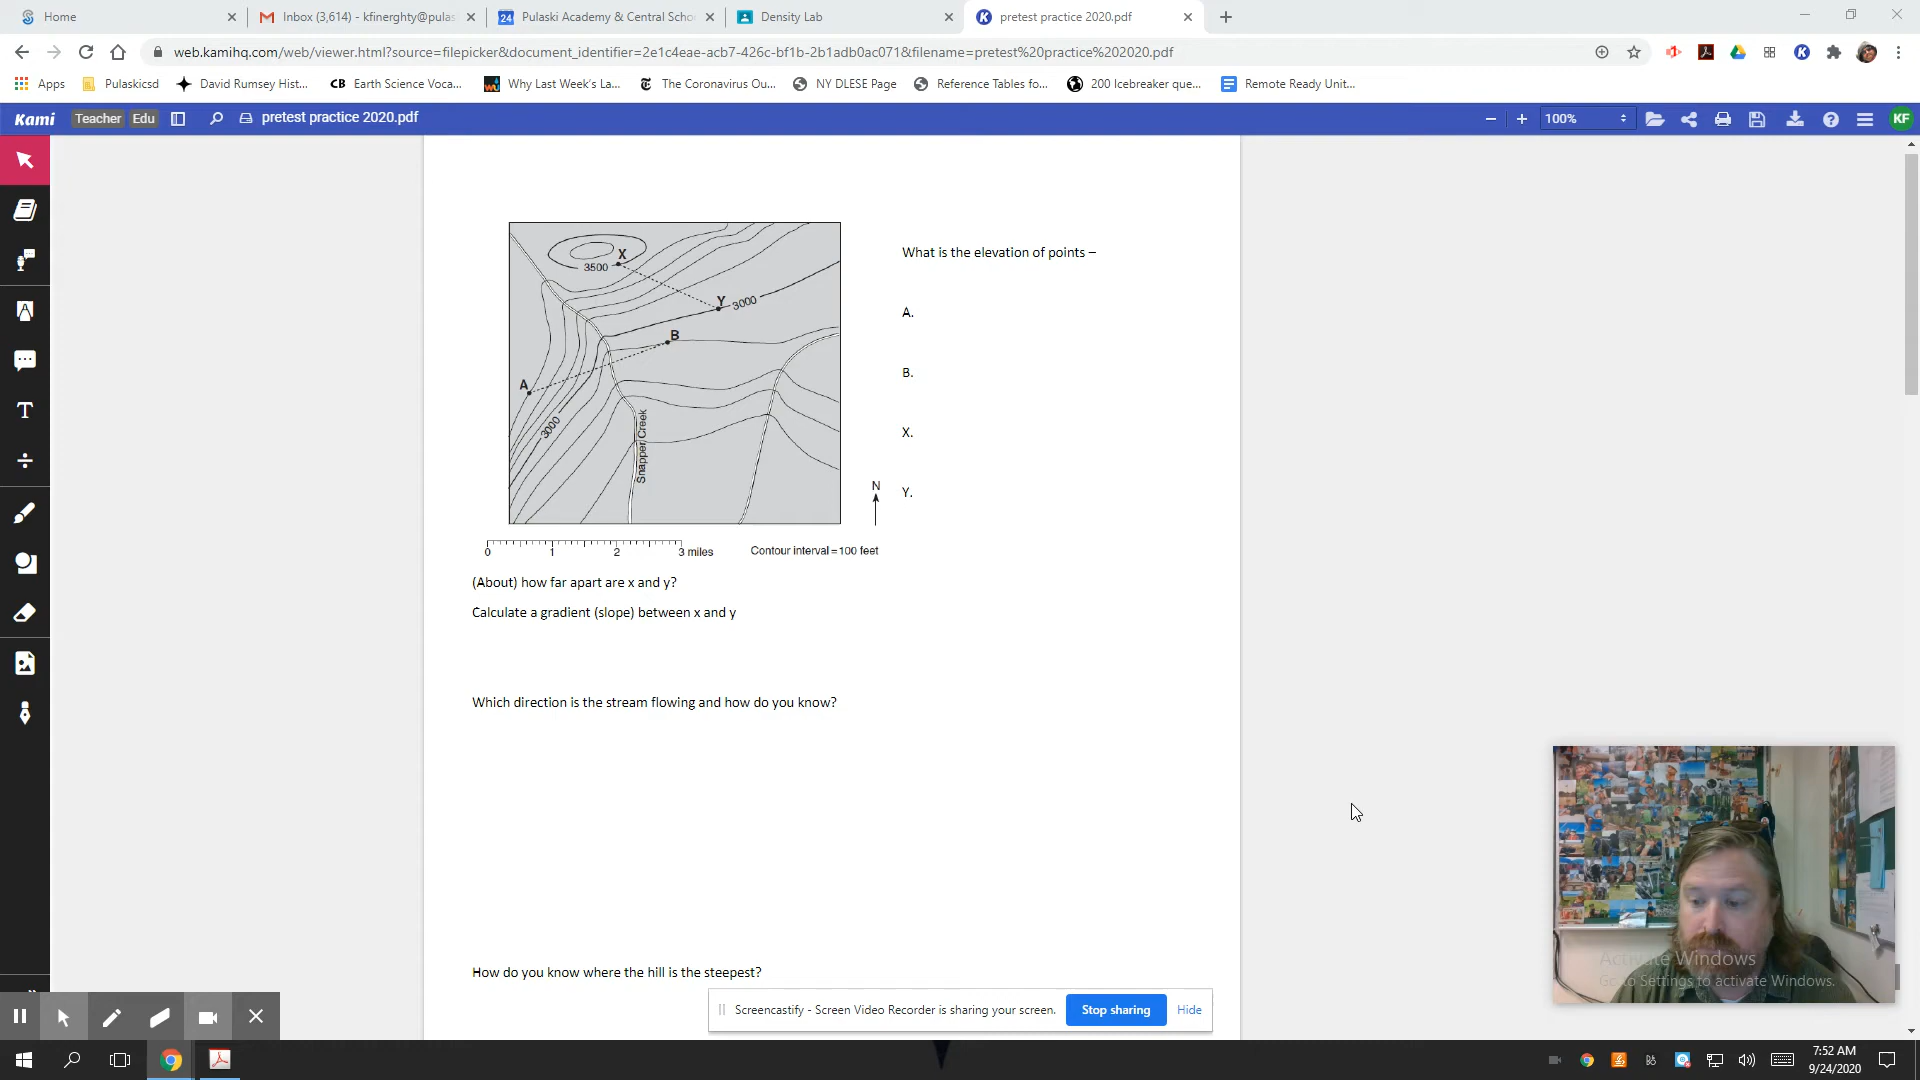 Home
Inbox (3,614) - kfinerghty@pulas
Pulaski Academy & Central Scho
Density Lab
pretest practice 2020.pdf
web.kamihq.com/web/viewer.html?source=filepicker&document_identifier=2e1c4eae-acb7-426c-bf1b-2b1adb0ac071&filename=pretest%20practice%202020.pdf
Apps
Pulaskicsd
David Rumsey Hist...
Earth Science Voca...
Why Last Week's La...
The Coronavirus Ou...
NY DLESE Page
Reference Tables fo...
200 Icebreaker que...
Remote Ready Unit...
Kami
Teacher
Edu
pretest practice 2020.pdf
100%
KF
X
3500
Y
3000
B
A
3000
Snapper Creek
N
0 1 2 3 miles
Contour interval = 100 feet
What is the elevation of points –
A.
B.
X.
Y.
(About) how far apart are x and y?
Calculate a gradient (slope) between x and y
Which direction is the stream flowing and how do you know?
How do you know where the hill is the steepest?
Activate Windows
Go to Settings to activate Windows.
Screencastify - Screen Video Recorder is sharing your screen.
Stop sharing
Hide
7:52 AM
9/24/2020